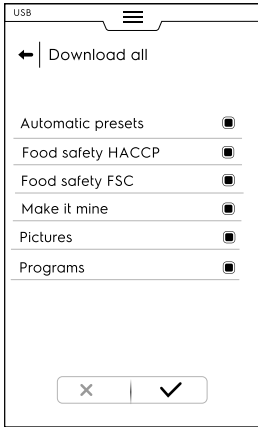 USB
Download all
Automatic presets
Food safety HACCP
Food safety FSC
Make it mine
Pictures
Programs